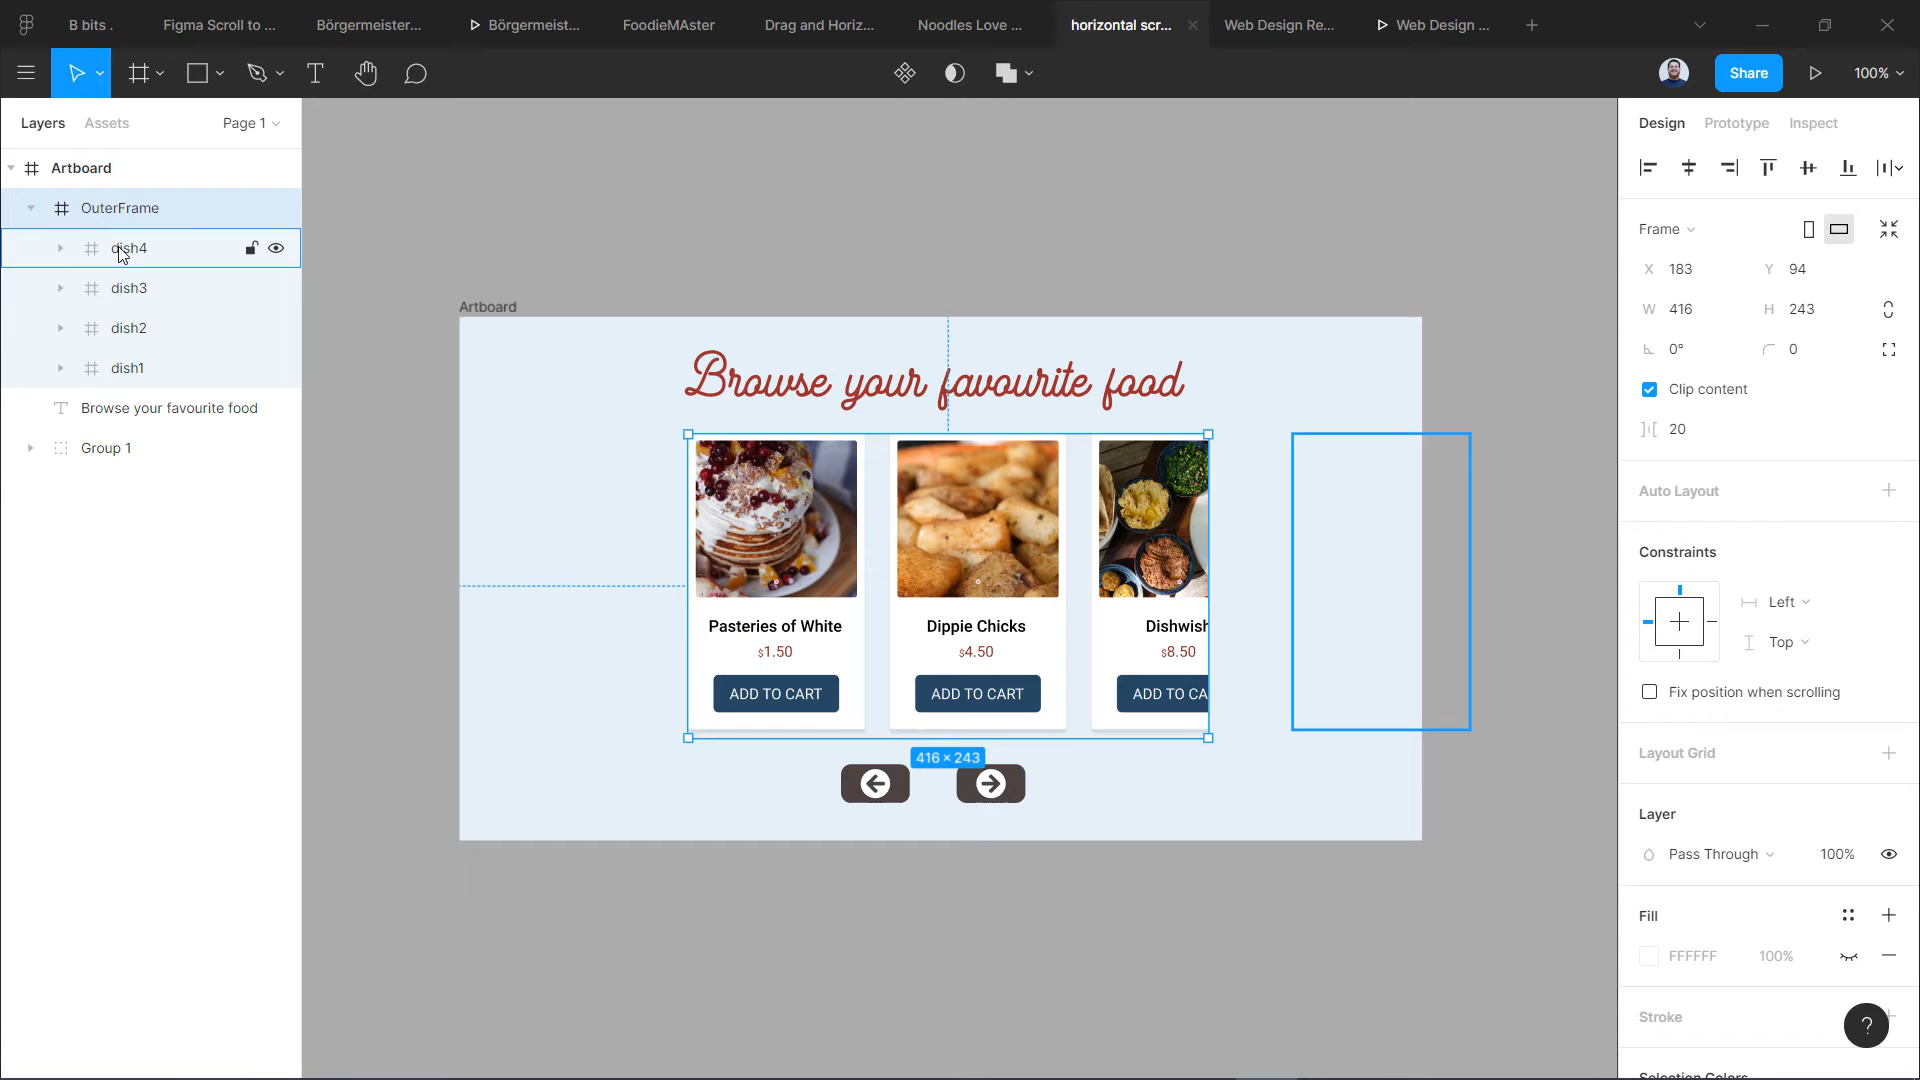 B bits .
Figma Scroll to ...
Börgermeister...
Börgermeist...
FoodieMAster
Drag and Horiz...
Noodles Love ...
horizontal scr...
Web Design Re...
Web Design ...
Share
100%
Layers
Assets
Page 1
Artboard
OuterFrame
dish4
dish3
dish2
dish1
Browse your favourite food
Group 1
Artboard
Browse your favourite food
Pasteries of White
$1.50
ADD TO CART
Dippie Chicks
$4.50
ADD TO CART
Dishwish
$8.50
ADD TO CA
416 × 243
Design
Prototype
Inspect
Frame
X 183
Y 94
W 416
H 243
0°
0
Clip content
20
Auto Layout
Constraints
Left
Top
Fix position when scrolling
Layout Grid
Layer
Pass Through
100%
Fill
FFFFFF
100%
Stroke
?
Selection Colors